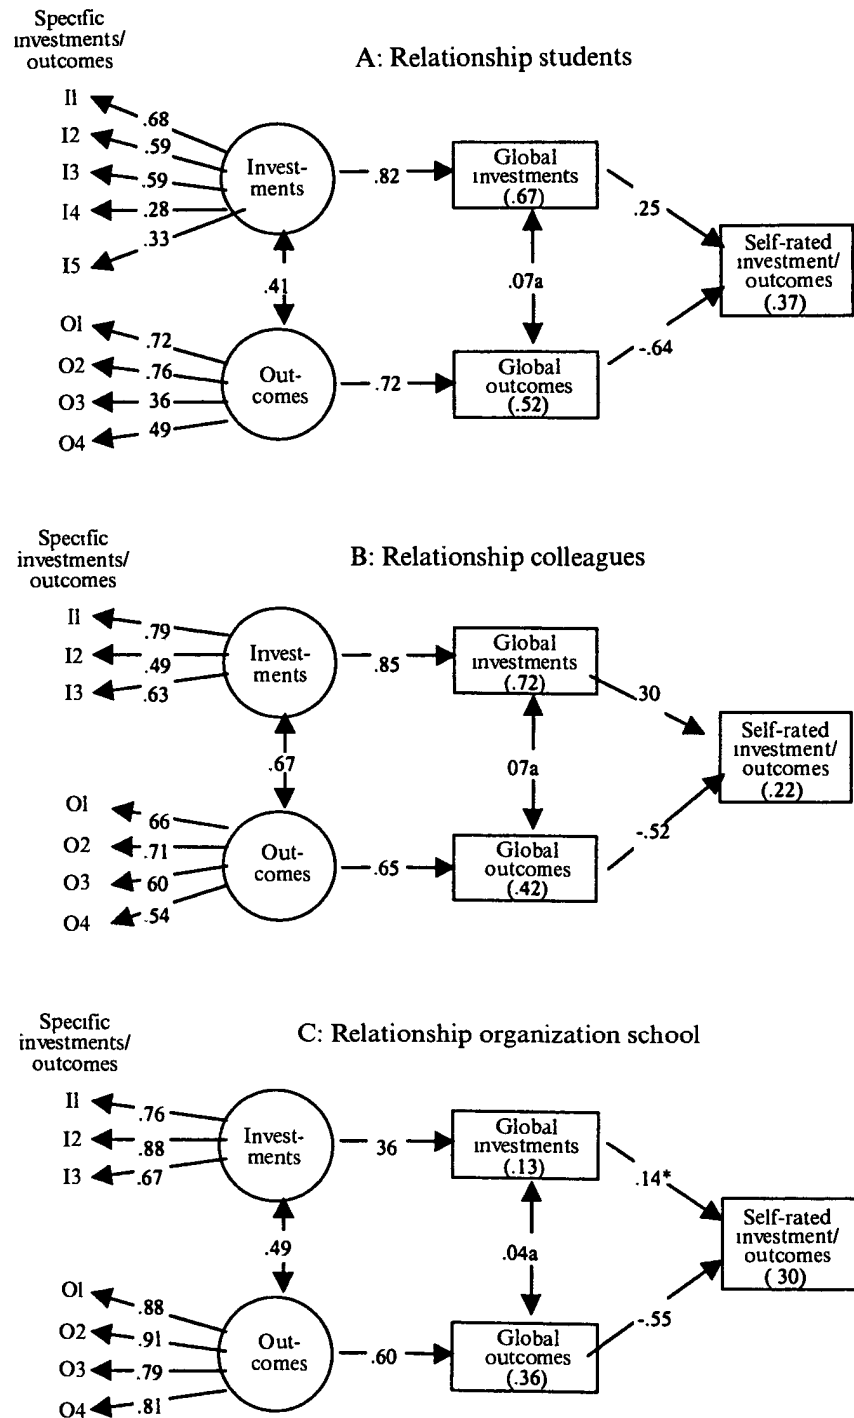 Specific
investments/
outcomes
A: Relationship students
I1
I2
I3
I4
I5
.68
.59
.59
.28
.33
Invest-
ments
.82
Global
investments
(.67)
.25
.41
.07a
Self-rated
investment/
outcomes
(.37)
O1
O2
O3
O4
.72
.76
36
49
Out-
comes
.72
Global
outcomes
(.52)
-.64
Specific
investments/
outcomes
B: Relationship colleagues
I1
I2
I3
.79
.49
.63
Invest-
ments
.85
Global
investments
(.72)
.30
.67
07a
Self-rated
investment/
outcomes
(.22)
O1
O2
O3
O4
66
.71
60
.54
Out-
comes
.65
Global
outcomes
(.42)
-.52
Specific
investments/
outcomes
C: Relationship organization school
I1
I2
I3
.76
.88
.67
Invest-
ments
36
Global
investments
(.13)
.14*
.49
.04a
Self-rated
investment/
outcomes
( 30)
O1
O2
O3
O4
.88
.91
.79
.81
Out-
comes
.60
Global
outcomes
(.36)
-.55